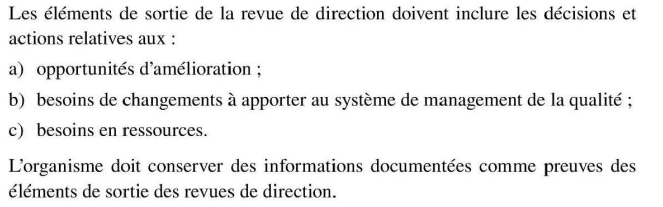 Les éléments de sortie de la revue de direction doivent inclure les décisions et
actions relatives aux :
a) opportunités d'amélioration ;
b) besoins de changements à apporter au système de management de la qualité ;
c) besoins en ressources.
L'organisme doit conserver des informations documentées comme preuves des
éléments de sortie des revues de direction.